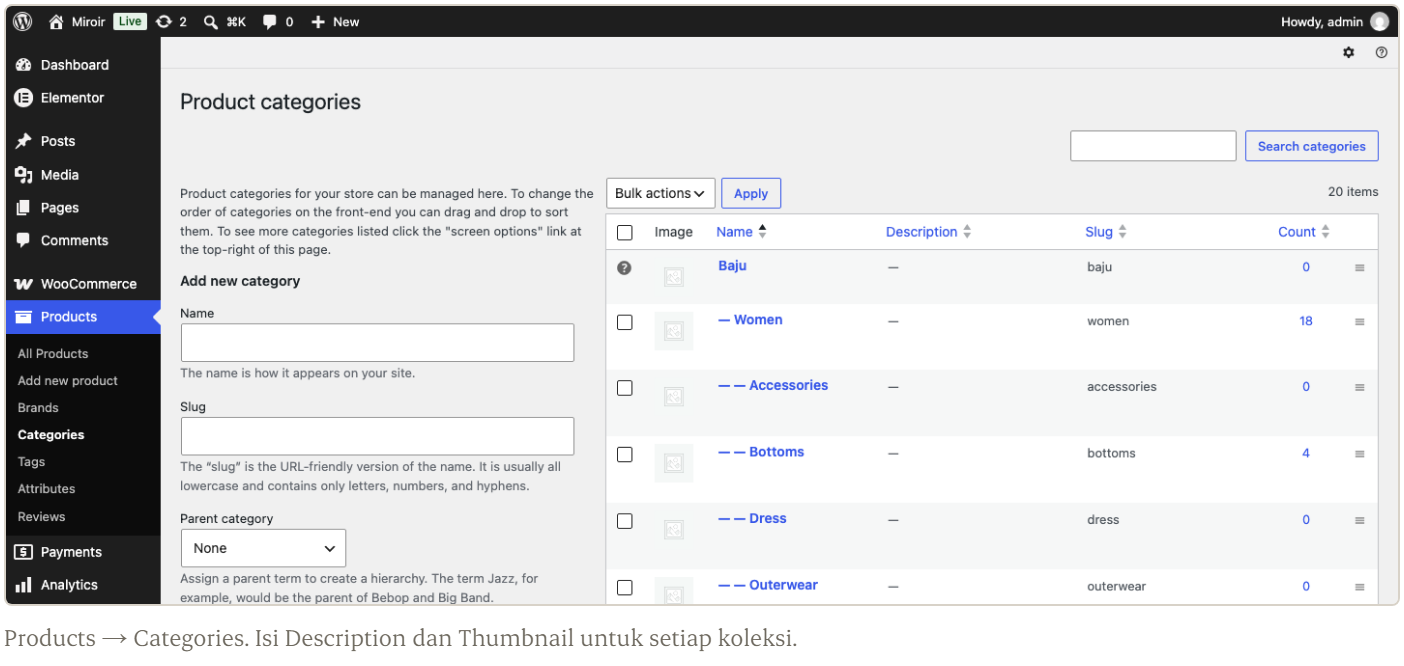 Miroir Live 2 ⌘K 0 + New
Howdy, admin
Dashboard
Elementor
Posts
Media
Pages
Comments
WooCommerce
Products
All Products
Add new product
Brands
Categories
Tags
Attributes
Reviews
Payments
Analytics
Product categories
Search categories
Product categories for your store can be managed here. To change the
order of categories on the front-end you can drag and drop to sort
them. To see more categories listed click the "screen options" link at
the top-right of this page.
Add new category
Name
The name is how it appears on your site.
Slug
The “slug” is the URL-friendly version of the name. It is usually all
lowercase and contains only letters, numbers, and hyphens.
Parent category
None
Assign a parent term to create a hierarchy. The term Jazz, for
example, would be the parent of Bebop and Big Band.
Bulk actions Apply
20 items
Image Name Description Slug Count
Baju — baju 0
— Women — women 18
— — Accessories — accessories 0
— — Bottoms — bottoms 4
— — Dress — dress 0
— — Outerwear — outerwear 0
Products → Categories. Isi Description dan Thumbnail untuk setiap koleksi.